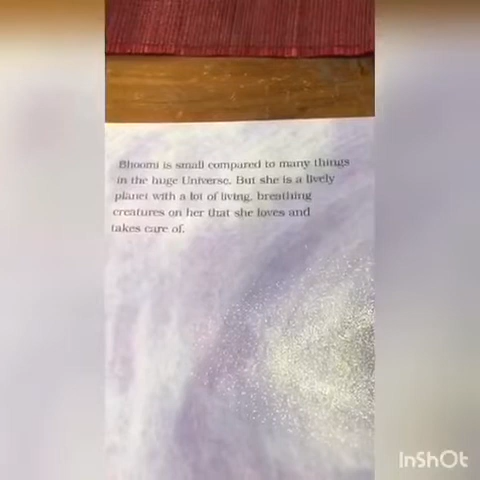 Bhoomi is small compared to many things
in the huge Universe. But she is a lively
planet with a lot of living, breathing
creatures on her that she loves and
takes care of.
InShOt